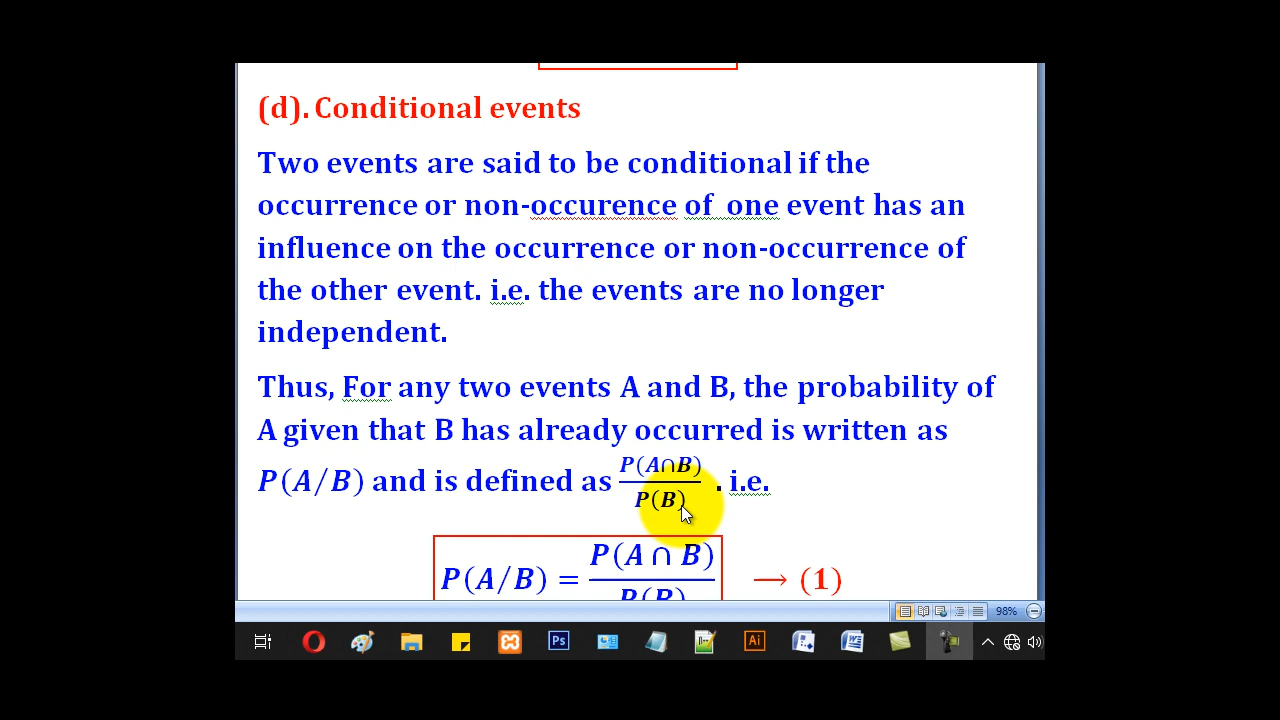 (d). Conditional events
Two events are said to be conditional if the
occurrence or non-occurence of one event has an
influence on the occurrence or non-occurrence of
the other event. i.e. the events are no longer
independent.
Thus, For any two events A and B, the probability of
A given that B has already occurred is written as
P(A/B) and is defined as P(A∩B)/P(B) . i.e.
P(A/B) = P(A ∩ B)/P(B) → (1)
98%
Ps
Ai